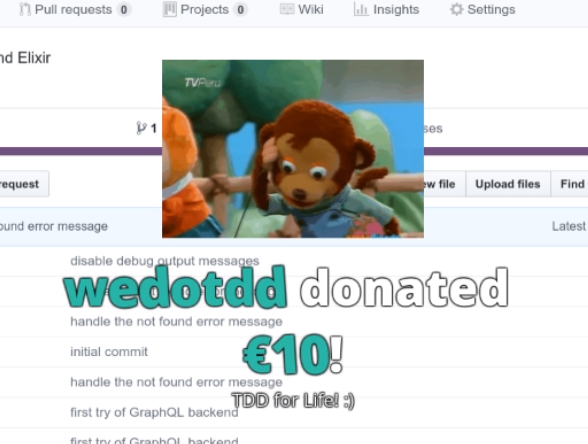 Pull requests 0 Projects 0 Wiki Insights Settings
nd Elixir
TVPeru
1
ses
equest
ew file Upload files Find
ound error message Latest
disable debug output messages
wedotdd donated
handle the not found error message
initial commit
€10!
handle the not found error message
TDD for Life! :)
first try of GraphQL backend
first try of GraphQL backend